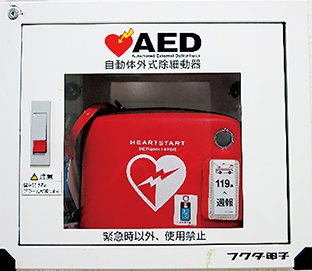 AED
Automated External Defibrillator
自動体外式除細動器
HEARTSTART
DEFIBRILLATOR
119番
へ
通報
注意
緊急時以外、使用禁止
フクダ電子